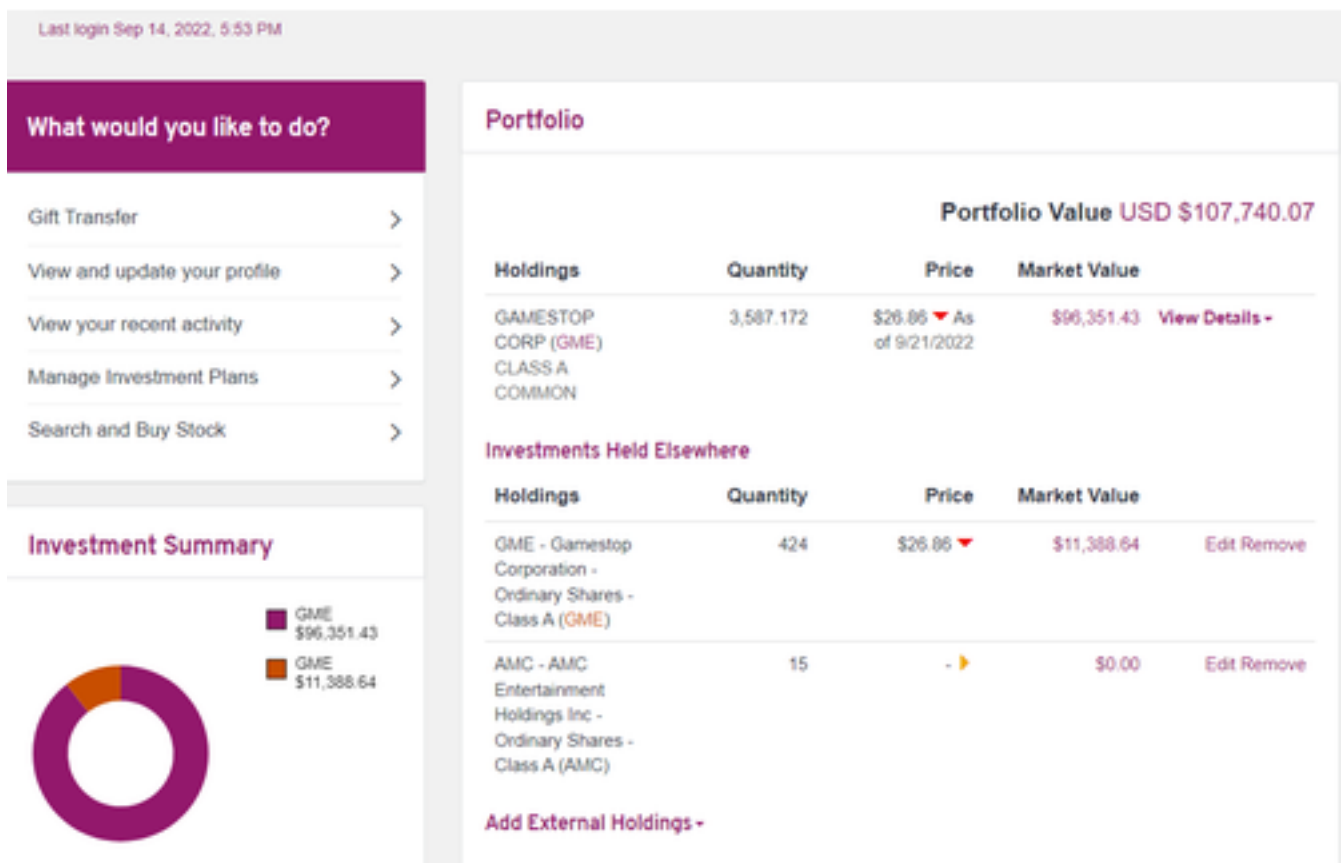 Last login Sep 14, 2022, 5:53 PM
What would you like to do?
Gift Transfer
View and update your profile
View your recent activity
Manage Investment Plans
Search and Buy Stock
Investment Summary
GME
$96,351.43
GME
$11,388.64
Portfolio
Portfolio Value USD $107,740.07
Holdings Quantity Price Market Value
GAMESTOP 3,587.172 $26.86 As $96,351.43 View Details
CORP (GME) of 9/21/2022
CLASS A
COMMON
Investments Held Elsewhere
Holdings Quantity Price Market Value
GME - Gamestop 424 $26.86 $11,388.64 Edit Remove
Corporation -
Ordinary Shares -
Class A (GME)
AMC - AMC 15 - $0.00 Edit Remove
Entertainment
Holdings Inc -
Ordinary Shares -
Class A (AMC)
Add External Holdings